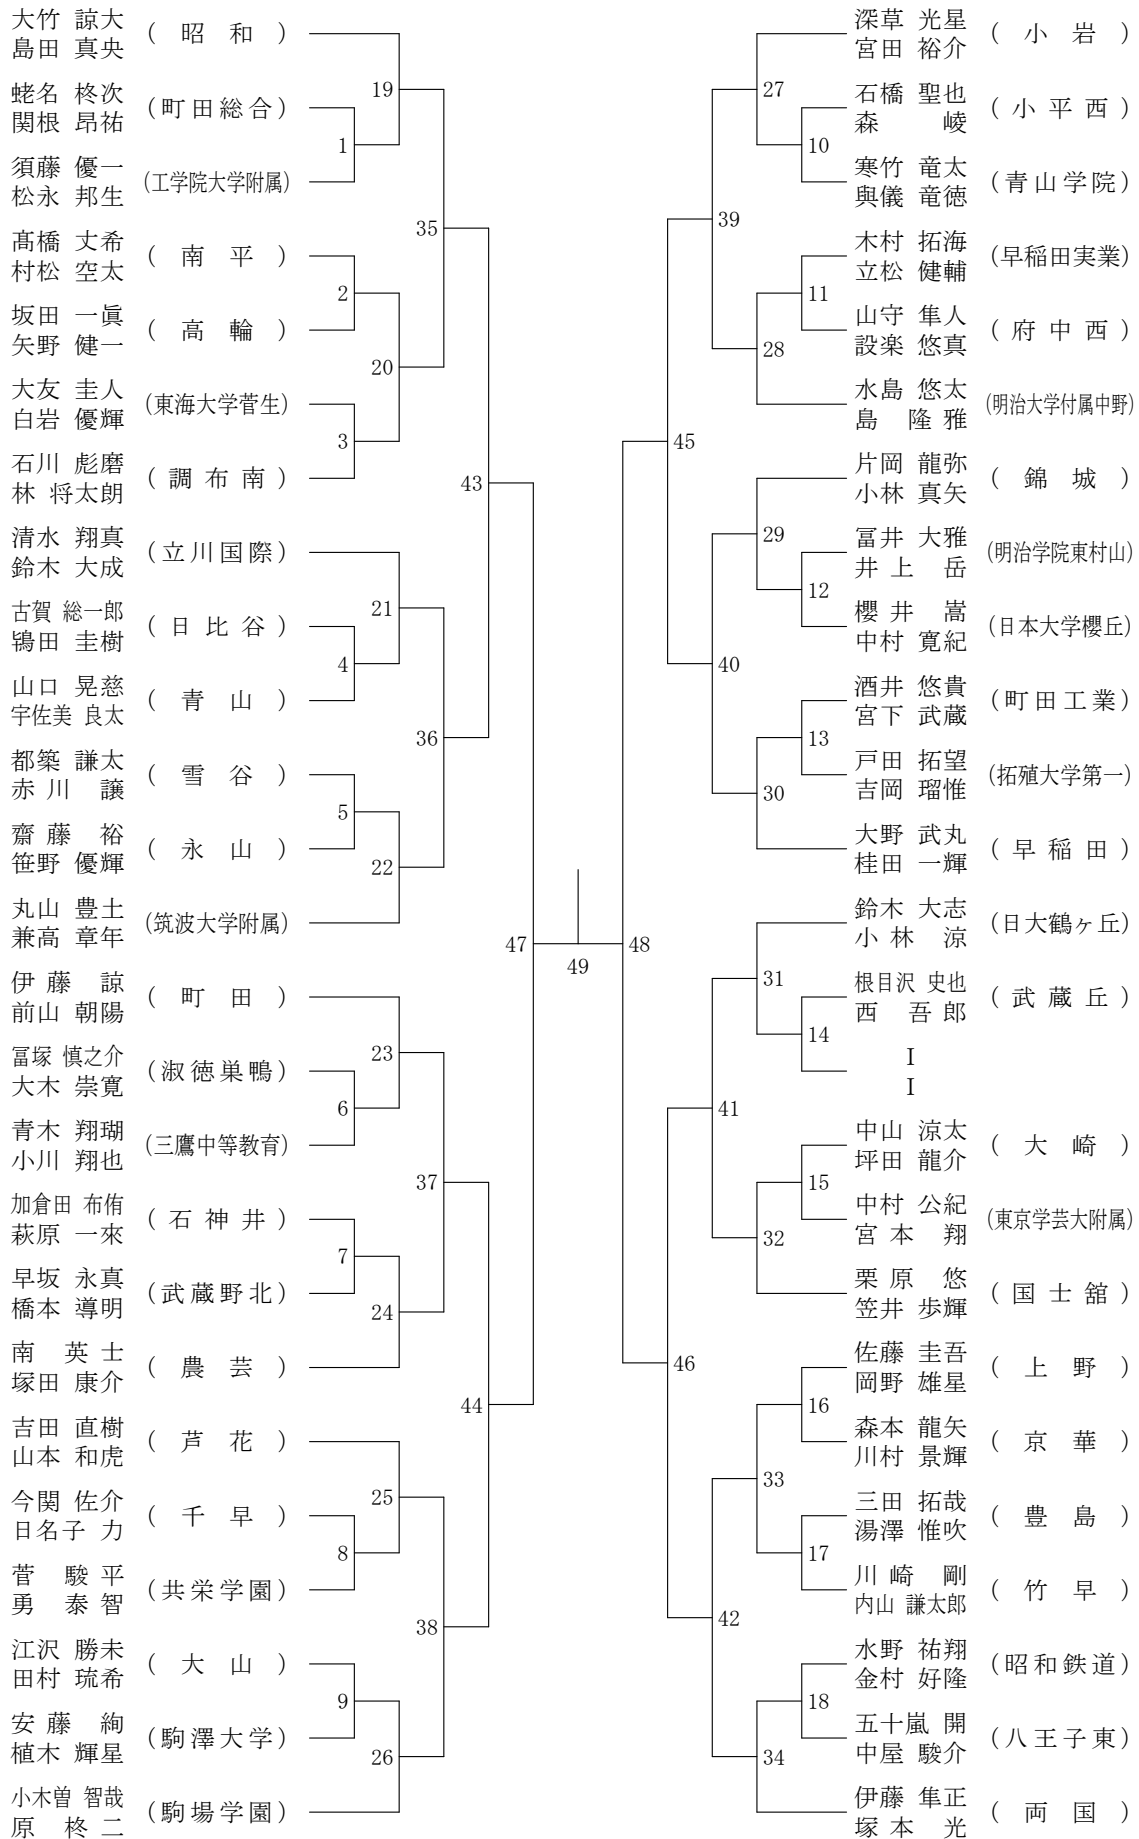 大竹 諒大
島田 真央
( 昭 和 )
蛯名 柊次
関根 昂祐
(町田総合)
須藤 優一
松永 邦生
(工学院大学附属)
髙橋 丈希
村松 空太
( 南 平 )
坂田 一眞
矢野 健一
( 高 輪 )
大友 圭人
白岩 優輝
(東海大学菅生)
石川 彪磨
林 将太朗
( 調 布 南 )
清水 翔真
鈴木 大成
(立川国際)
古賀 総一郎
鴇田 圭樹
( 日 比 谷 )
山口 晃慈
宇佐美 良太
( 青 山 )
都築 謙太
赤 川 譲
( 雪 谷 )
齋 藤 裕
笹野 優輝
( 永 山 )
丸山 豊土
兼高 章年
(筑波大学附属)
伊 藤 諒
前山 朝陽
( 町 田 )
冨塚 慎之介
大木 崇寛
(淑徳巣鴨)
青木 翔瑚
小川 翔也
(三鷹中等教育)
加倉田 布侑
萩原 一來
( 石 神 井 )
早坂 永真
橋本 導明
(武蔵野北)
南 英 士
塚田 康介
( 農 芸 )
吉田 直樹
山本 和虎
( 芦 花 )
今関 佐介
日名子 力
( 千 早 )
菅 駿 平
勇 泰 智
(共栄学園)
江沢 勝未
田村 琉希
( 大 山 )
安 藤 絢
植木 輝星
(駒澤大学)
小木曽 智哉
原 柊 二
(駒場学園)
1
2
3
4
5
6
7
8
9
19
20
21
22
23
24
25
26
35
36
37
38
43
44
47
49
48
45
46
39
40
41
42
27
28
29
30
31
32
33
34
10
11
12
13
14
15
16
17
18
深草 光星
宮田 裕介
( 小 岩 )
石橋 聖也
森 崚
( 小 平 西 )
寒竹 竜太
與儀 竜徳
(青山学院)
木村 拓海
立松 健輔
(早稲田実業)
山守 隼人
設楽 悠真
( 府 中 西 )
水島 悠太
島 隆 雅
(明治大学付属中野)
片岡 龍弥
小林 真矢
( 錦 城 )
冨井 大雅
井 上 岳
(明治学院東村山)
櫻 井 嵩
中村 寛紀
(日本大学櫻丘)
酒井 悠貴
宮下 武蔵
(町田工業)
戸田 拓望
吉岡 瑠惟
(拓殖大学第一)
大野 武丸
桂田 一輝
( 早 稲 田 )
鈴木 大志
小 林 涼
(日大鶴ヶ丘)
根目沢 史也
西 吾 郎
( 武 蔵 丘 )
I
I
中山 涼太
坪田 龍介
( 大 崎 )
中村 公紀
宮 本 翔
(東京学芸大附属)
栗 原 悠
笠井 歩輝
( 国 士 舘 )
佐藤 圭吾
岡野 雄星
( 上 野 )
森本 龍矢
川村 景輝
( 京 華 )
三田 拓哉
湯澤 惟吹
( 豊 島 )
川 崎 剛
内山 謙太郎
( 竹 早 )
水野 祐翔
金村 好隆
(昭和鉄道)
五十嵐 開
中屋 駿介
(八王子東)
伊藤 隼正
塚 本 光
( 両 国 )